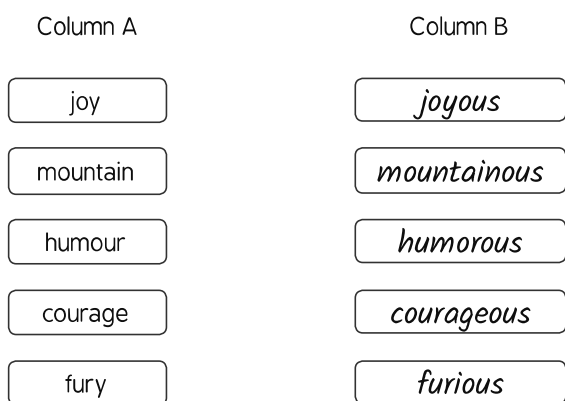 Column A Column B
joy joyous
mountain mountainous
humour humorous
courage courageous
fury furious